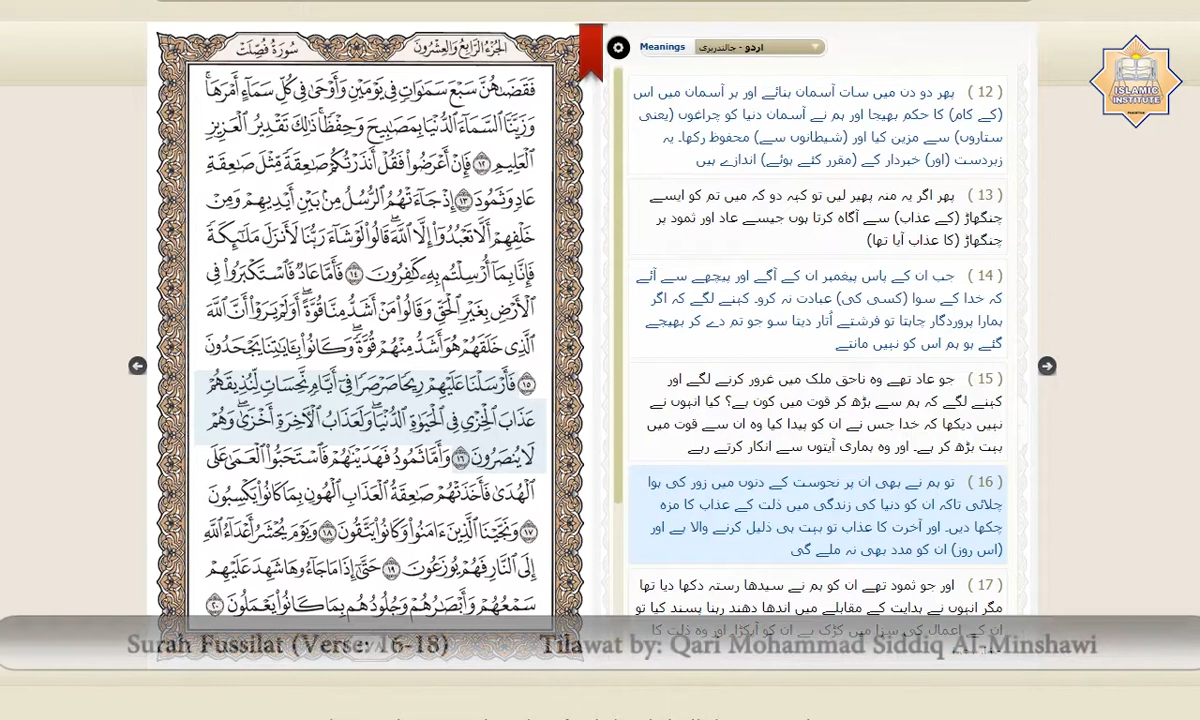 سُورَةُ فُصِّلَتْ
الجُزْءُ الرَّابِعُ وَالعِشْرُونَ
فَقَضَىٰهُنَّ سَبْعَ سَمَٰوَاتٍ فِى يَوْمَيْنِ وَأَوْحَىٰ فِى كُلِّ سَمَآءٍ أَمْرَهَا ۚ
وَزَيَّنَّا ٱلسَّمَآءَ ٱلدُّنْيَا بِمَصَٰبِيحَ وَحِفْظًا ۚ ذَٰلِكَ تَقْدِيرُ ٱلْعَزِيزِ
ٱلْعَلِيمِ ١٢ فَإِنْ أَعْرَضُوا۟ فَقُلْ أَنذَرْتُكُمْ صَٰعِقَةً مِّثْلَ صَٰعِقَةِ
عَادٍ وَثَمُودَ ١٣ إِذْ جَآءَتْهُمُ ٱلرُّسُلُ مِنۢ بَيْنِ أَيْدِيهِمْ وَمِنْ
خَلْفِهِمْ أَلَّا تَعْبُدُوٓا۟ إِلَّا ٱللَّهَ ۖ قَالُوا۟ لَوْ شَآءَ رَبُّنَا لَأَنزَلَ مَلَٰٓئِكَةً
فَإِنَّا بِمَآ أُرْسِلْتُم بِهِۦ كَٰفِرُونَ ١٤ فَأَمَّا عَادٌ فَٱسْتَكْبَرُوا۟ فِى
ٱلْأَرْضِ بِغَيْرِ ٱلْحَقِّ وَقَالُوا۟ مَنْ أَشَدُّ مِنَّا قُوَّةً ۖ أَوَلَمْ يَرَوْا۟ أَنَّ ٱللَّهَ
ٱلَّذِى خَلَقَهُمْ هُوَ أَشَدُّ مِنْهُمْ قُوَّةً ۖ وَكَانُوا۟ بِـَٔايَٰتِنَا يَجْحَدُونَ
١٥ فَأَرْسَلْنَا عَلَيْهِمْ رِيحًا صَرْصَرًا فِىٓ أَيَّامٍ نَّحِسَاتٍ لِّنُذِيقَهُمْ
عَذَابَ ٱلْخِزْىِ فِى ٱلْحَيَوٰةِ ٱلدُّنْيَا ۖ وَلَعَذَابُ ٱلْأَخِرَةِ أَخْزَىٰ ۖ وَهُمْ
لَا يُنصَرُونَ ١٦ وَأَمَّا ثَمُودُ فَهَدَيْنَٰهُمْ فَٱسْتَحَبُّوا۟ ٱلْعَمَىٰ عَلَى
ٱلْهُدَىٰ فَأَخَذَتْهُمْ صَٰعِقَةُ ٱلْعَذَابِ ٱلْهُونِ بِمَا كَانُوا۟ يَكْسِبُونَ
١٧ وَنَجَّيْنَا ٱلَّذِينَ ءَامَنُوا۟ وَكَانُوا۟ يَتَّقُونَ ١٨ وَيَوْمَ يُحْشَرُ أَعْدَآءُ ٱللَّهِ
إِلَى ٱلنَّارِ فَهُمْ يُوزَعُونَ ١٩ حَتَّىٰٓ إِذَا مَا جَآءُوهَا شَهِدَ عَلَيْهِمْ
سَمْعُهُمْ وَأَبْصَٰرُهُمْ وَجُلُودُهُم بِمَا كَانُوا۟ يَعْمَلُونَ ٢٠
Meanings
اردو - جالندربرى
(12) پھر دو دن میں سات آسمان بنائے اور ہر آسمان میں اس
(کے کام) کا حکم بھیجا اور ہم نے آسمان دنیا کو چراغوں (یعنی
ستاروں) سے مزین کیا اور (شیطانوں سے) محفوظ رکھا۔ یہ
زبردست (اور) خبردار کے (مقرر کئے ہوئے) اندازے ہیں
(13) پھر اگر یہ منہ پھیر لیں تو کہہ دو کہ میں تم کو ایسے
چنگھاڑ (کے عذاب) سے آگاہ کرتا ہوں جیسے عاد اور ثمود پر
چنگھاڑ (کا عذاب آیا تھا)
(14) جب ان کے پاس پیغمبر ان کے آگے اور پیچھے سے آئے
کہ خدا کے سوا (کسی کی) عبادت نہ کرو۔ کہنے لگے کہ اگر
ہمارا پروردگار چاہتا تو فرشتے اُتار دیتا سو جو تم دے کر بھیجے
گئے ہو ہم اس کو نہیں مانتے
(15) جو عاد تھے وہ ناحق ملک میں غرور کرنے لگے اور
کہنے لگے کہ ہم سے بڑھ کر قوت میں کون ہے؟ کیا انہوں نے
نہیں دیکھا کہ خدا جس نے ان کو پیدا کیا وہ ان سے قوت میں
بہت بڑھ کر ہے۔ اور وہ ہماری آیتوں سے انکار کرتے رہے
(16) تو ہم نے بھی ان پر نحوست کے دنوں میں زور کی ہوا
چلائی تاکہ ان کو دنیا کی زندگی میں ذلت کے عذاب کا مزہ
چکھا دیں۔ اور آخرت کا عذاب تو بہت ہی ذلیل کرنے والا ہے اور
(اس روز) ان کو مدد بھی نہ ملے گی
(17) اور جو ثمود تھے ان کو ہم نے سیدھا رستہ دکھا دیا تھا
مگر انہوں نے ہدایت کے مقابلے میں اندھا دھند رہنا پسند کیا تو
ان کے اعمال کی سزا میں کڑک نے ان کو آپکڑا۔ اور وہ ذلت کا
ISLAMIC
INSTITUTE
Surah Fussilat (Verse: 16-18)
Tilawat by: Qari Mohammad Siddiq Al-Minshawi